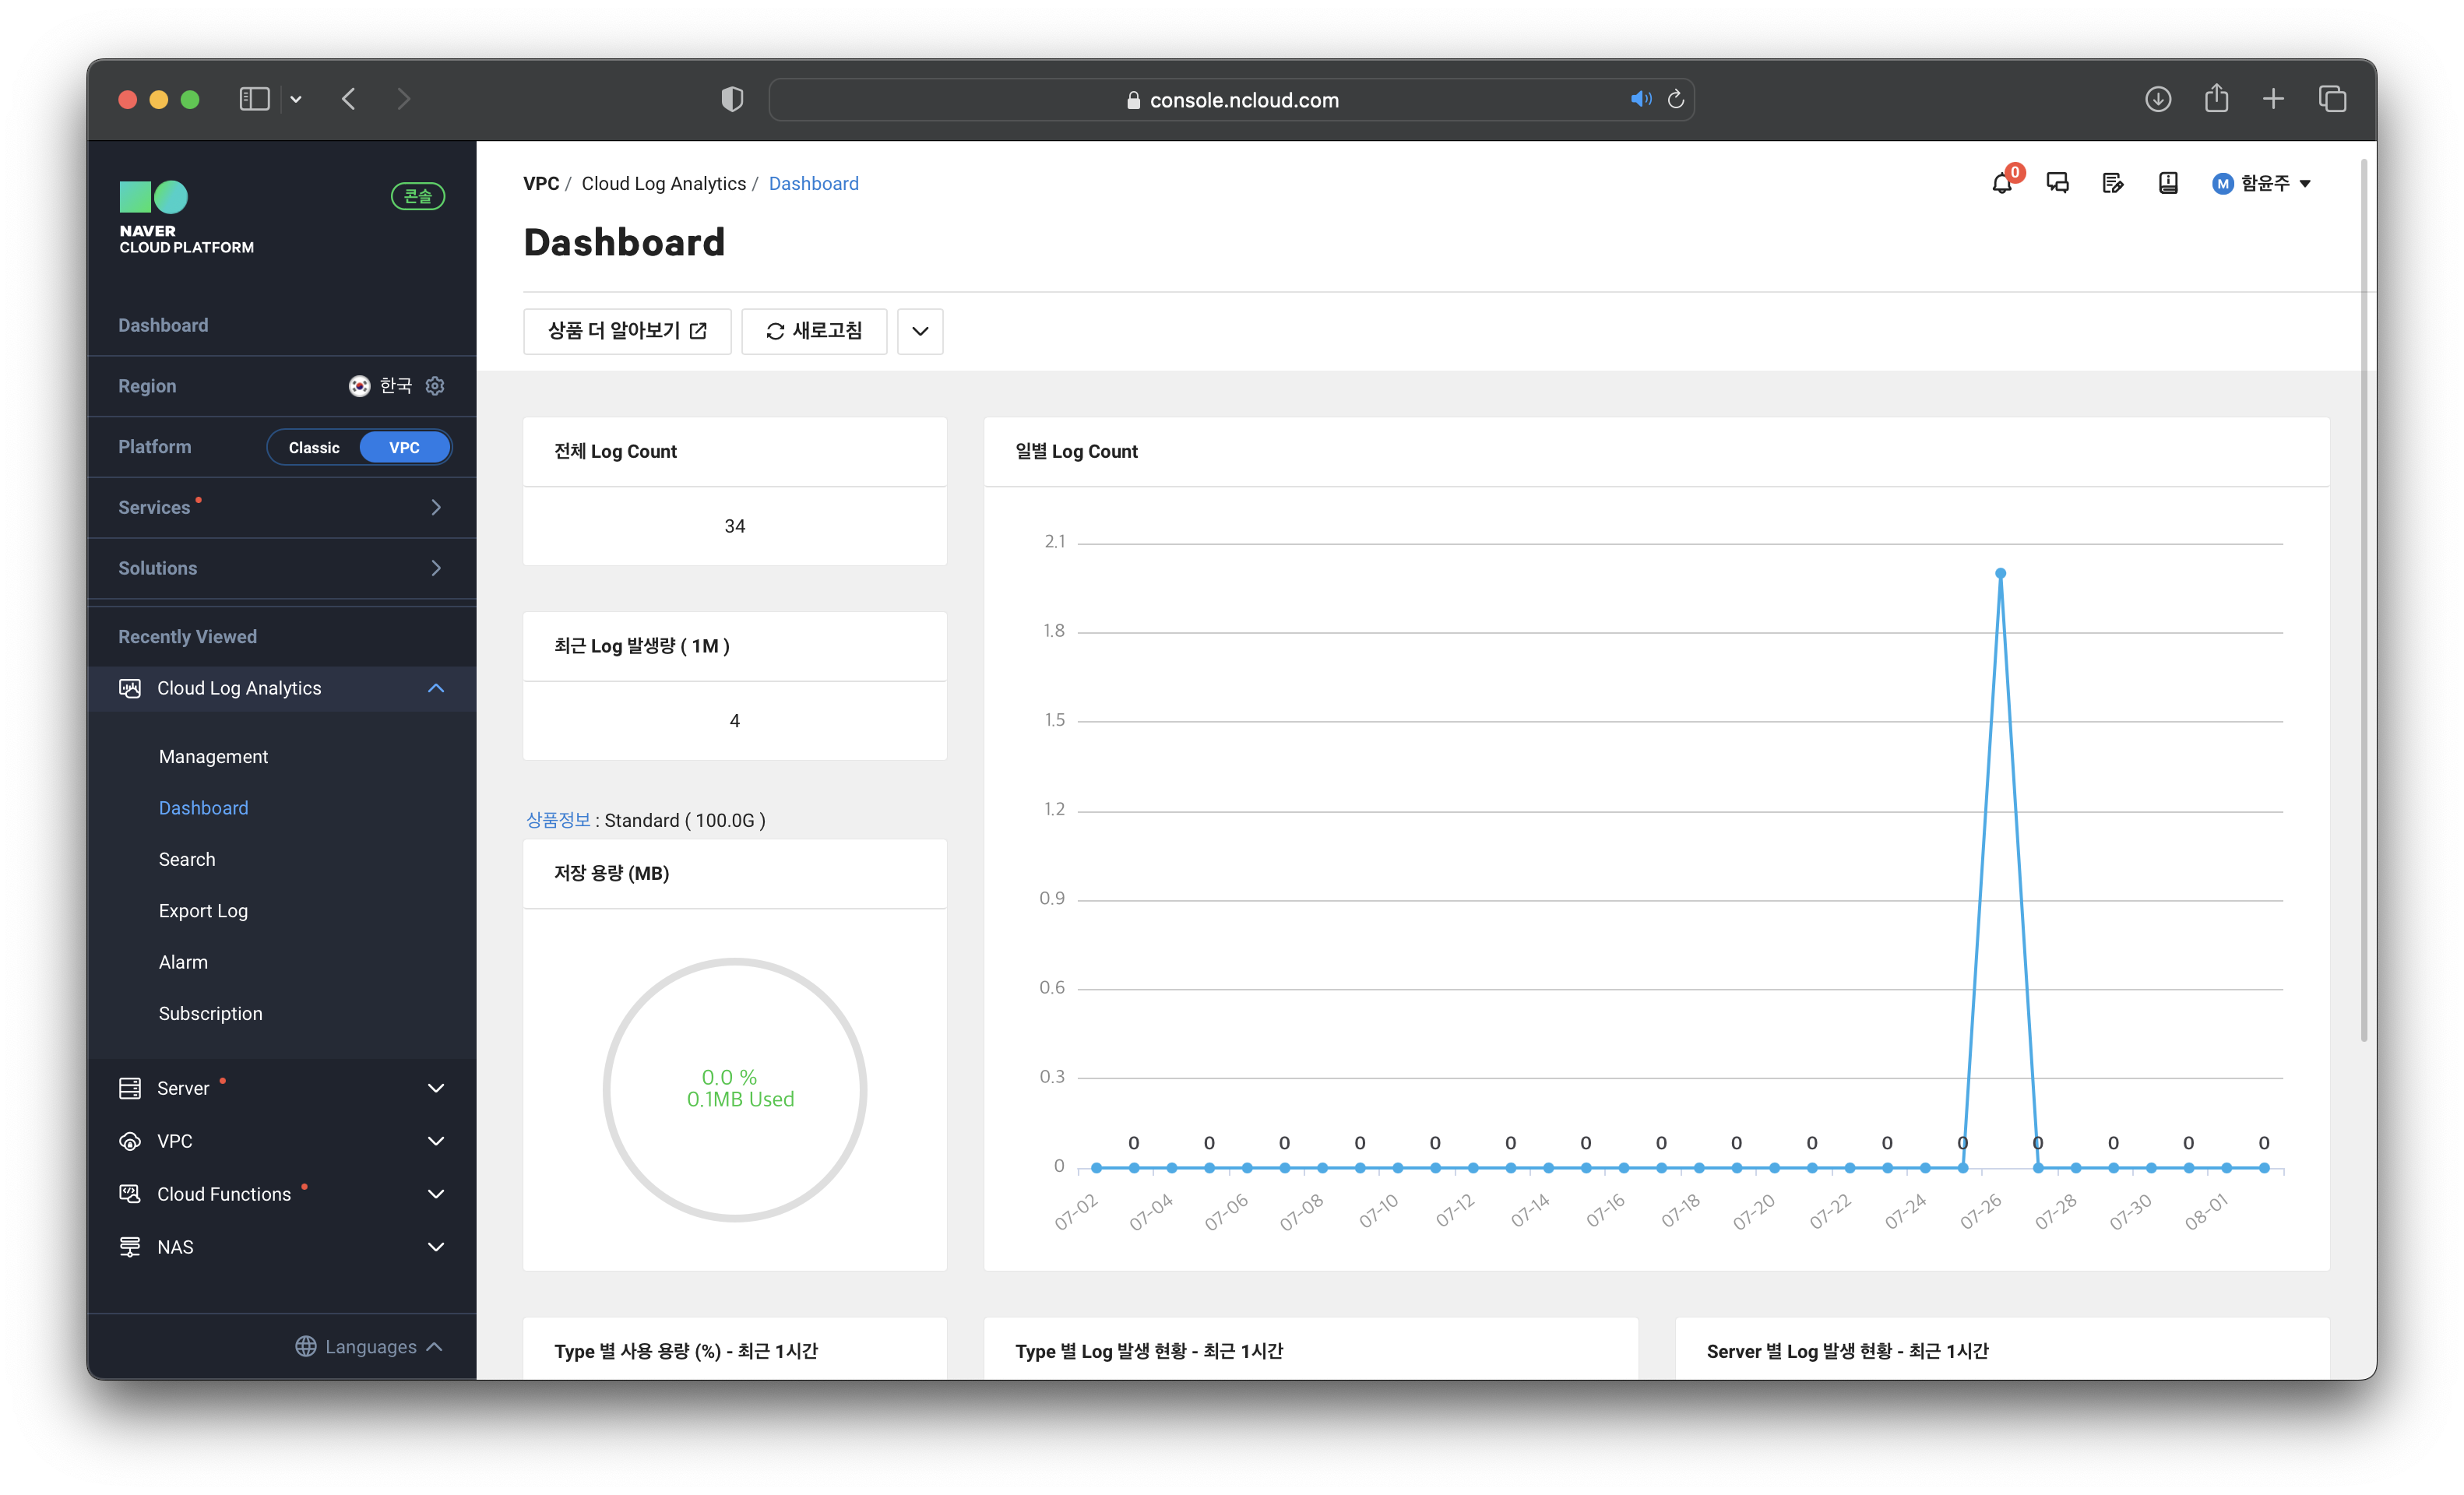 console.ncloud.com
NAVER
CLOUD PLATFORM
콘솔
Dashboard
Region 한국
Platform Classic VPC
Services
Solutions
Recently Viewed
Cloud Log Analytics
Management
Dashboard
Search
Export Log
Alarm
Subscription
Server
VPC
Cloud Functions
NAS
Languages
VPC / Cloud Log Analytics / Dashboard
0
M 함윤주
Dashboard
상품 더 알아보기
새로고침
전체 Log Count
34
최근 Log 발생량 ( 1M )
4
상품정보 : Standard ( 100.0G )
저장 용량 (MB)
0.0 %
0.1MB Used
일별 Log Count
2.1
1.8
1.5
1.2
0.9
0.6
0.3
0
0 0 0 0 0 0 0 0 0 0 0 0 0 0 0 0
07-02 07-04 07-06 07-08 07-10 07-12 07-14 07-16 07-18 07-20 07-22 07-24 07-26 07-28 07-30 08-01
Type 별 사용 용량 (%) - 최근 1시간
Type 별 Log 발생 현황 - 최근 1시간
Server 별 Log 발생 현황 - 최근 1시간